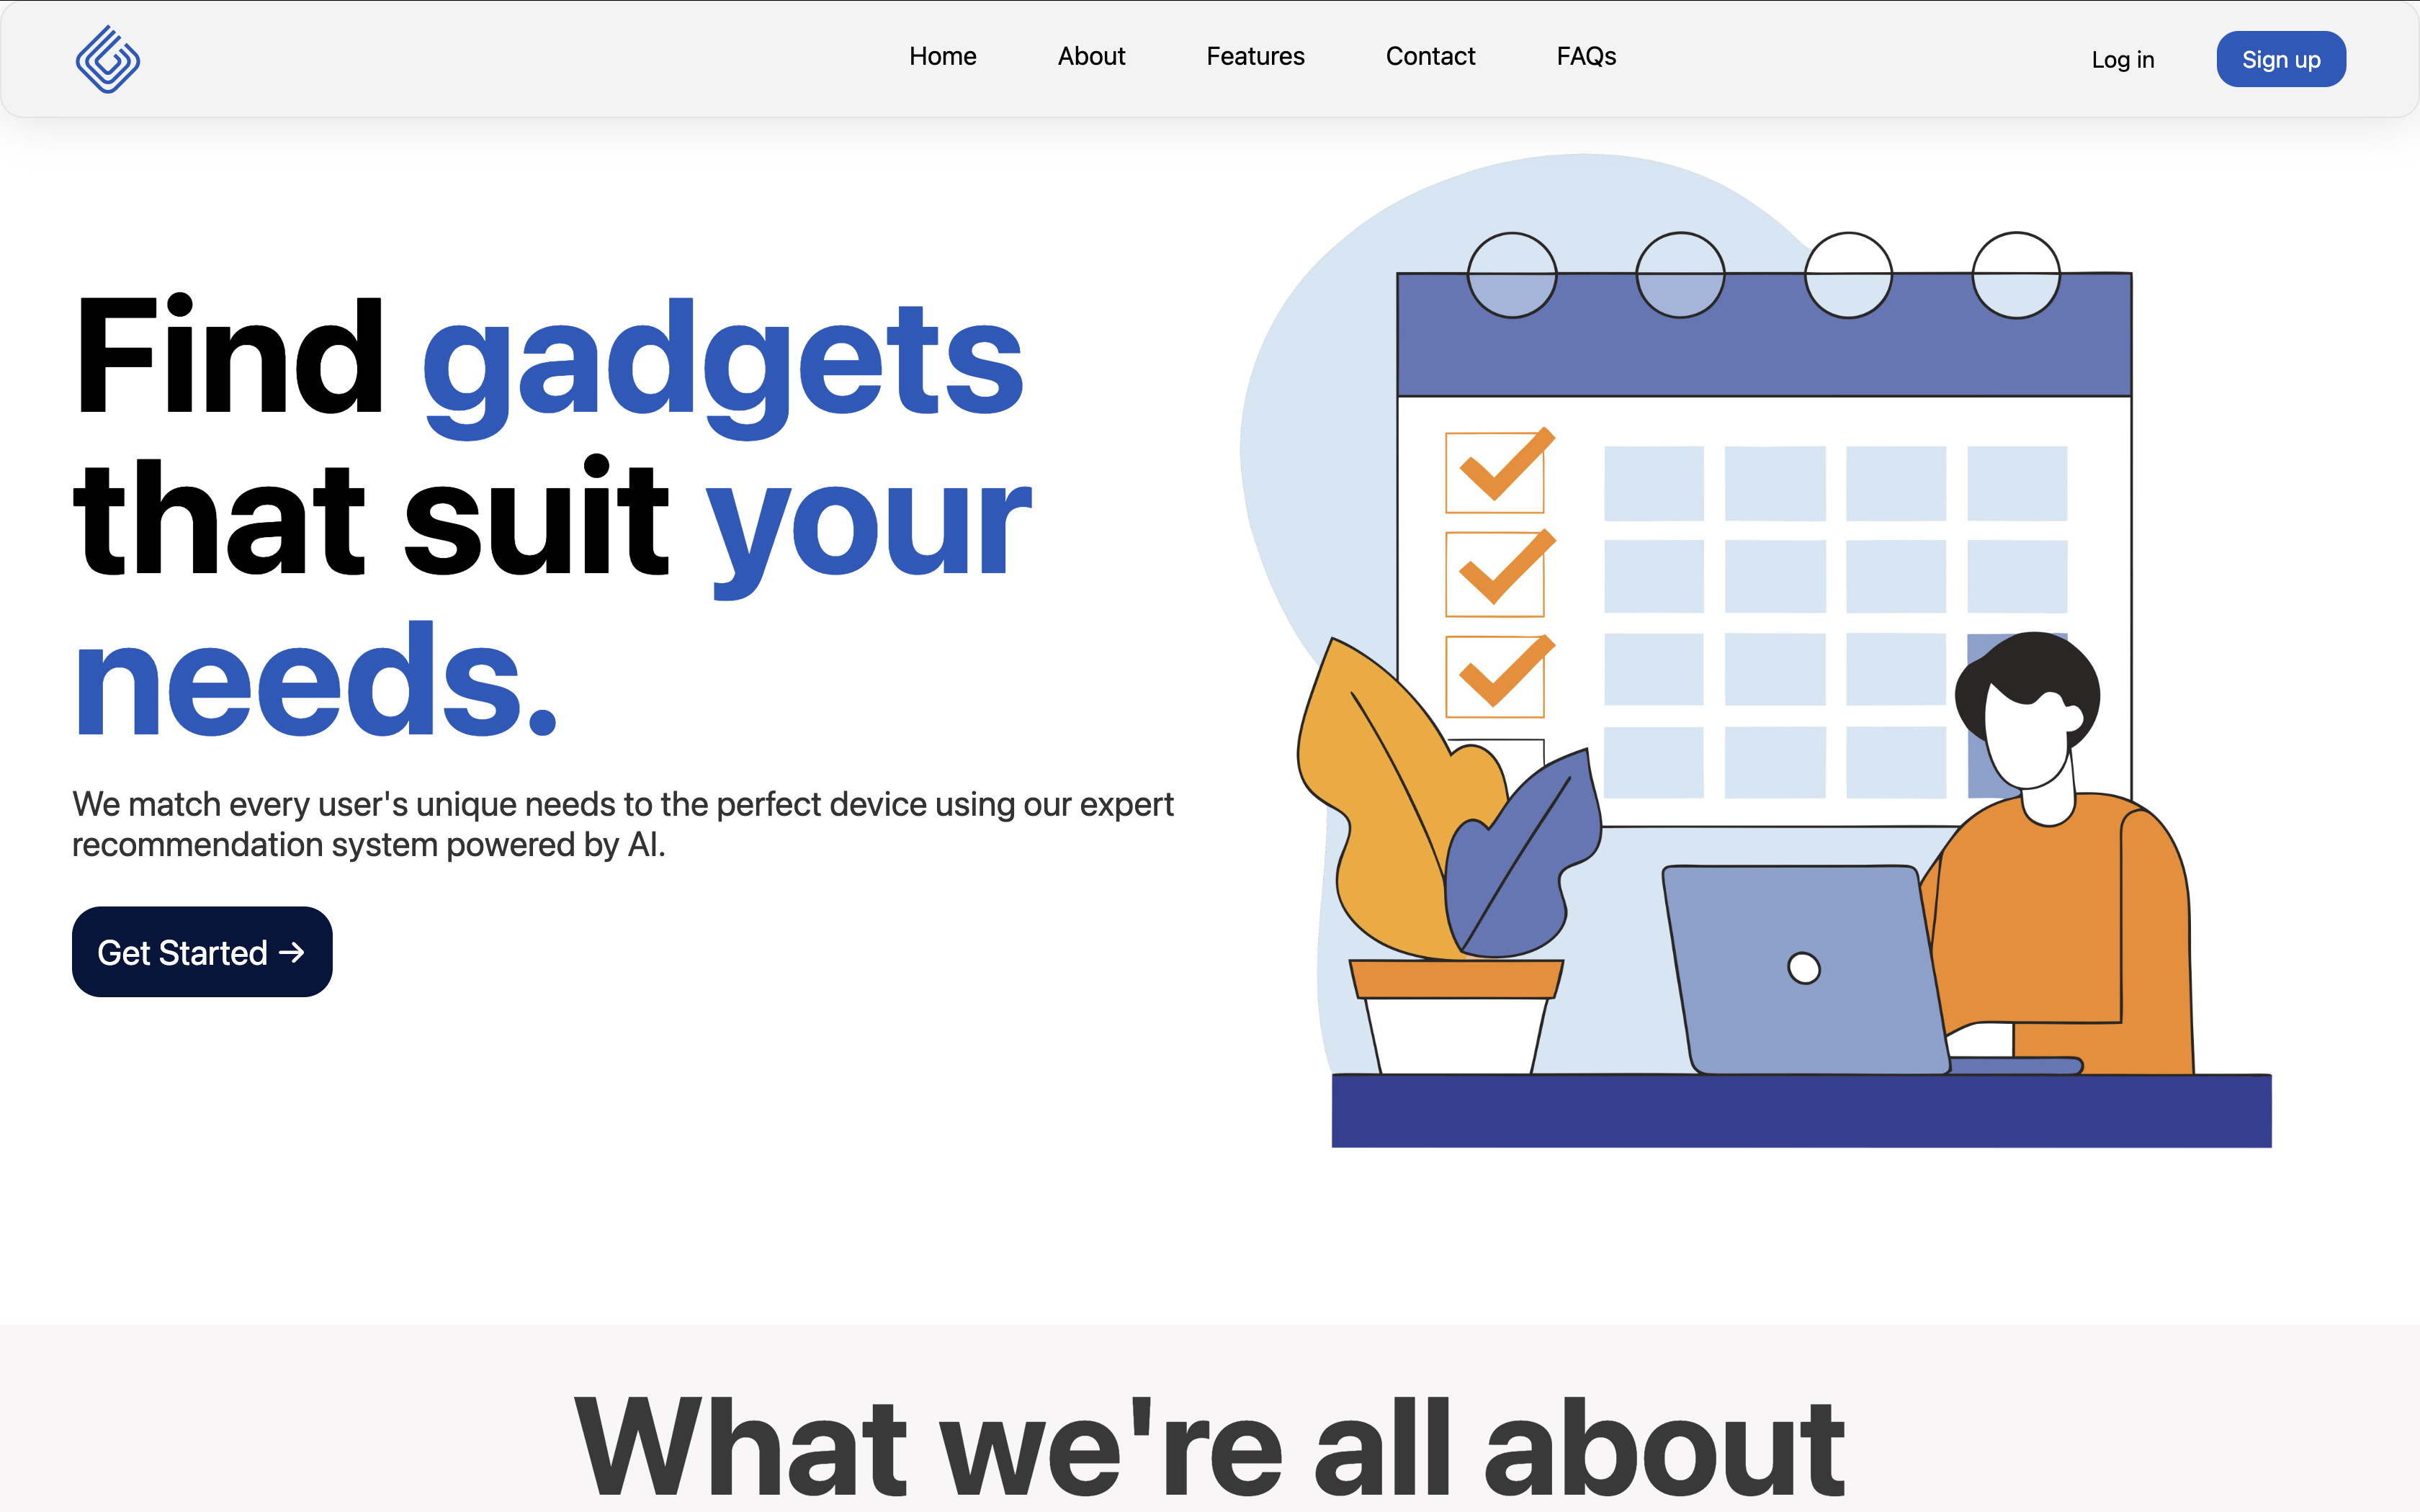 Home About Features Contact FAQs Log in Sign up
Find gadgets
that suit your
needs.
We match every user's unique needs to the perfect device using our expert
recommendation system powered by AI.
Get Started →
What we're all about